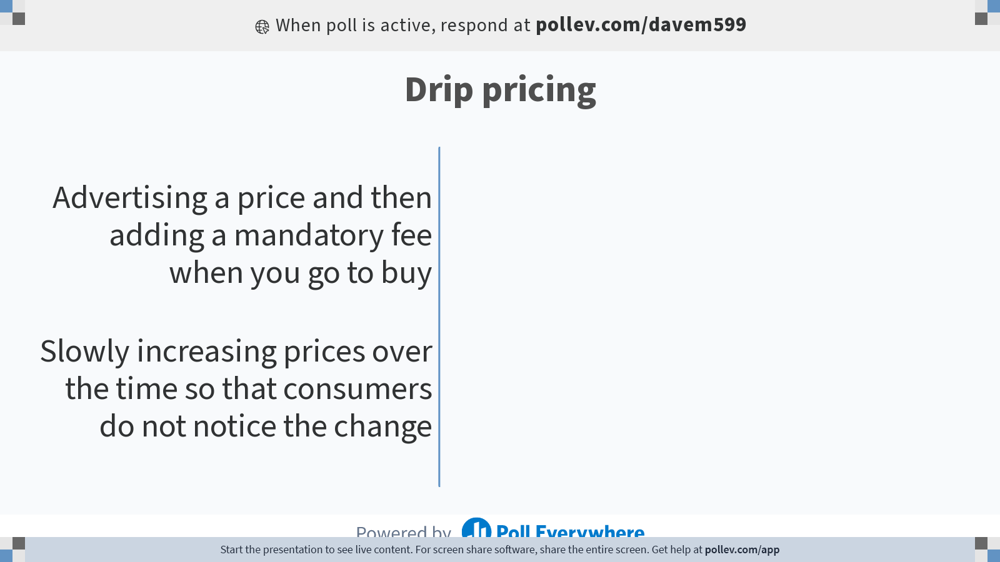 When poll is active, respond at pollev.com/davem599
Drip pricing
Advertising a price and then
adding a mandatory fee
when you go to buy
Slowly increasing prices over
the time so that consumers
do not notice the change
Powered by Poll Everywhere
Start the presentation to see live content. For screen share software, share the entire screen. Get help at pollev.com/app